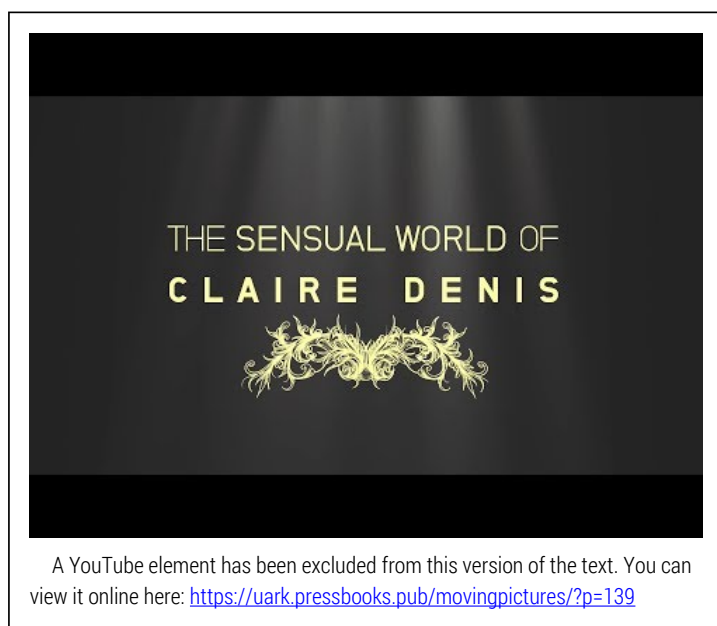 THE SENSUAL WORLD OF
CLAIRE DENIS
A YouTube element has been excluded from this version of the text. You can
view it online here: https://uark.pressbooks.pub/movingpictures/?p=139